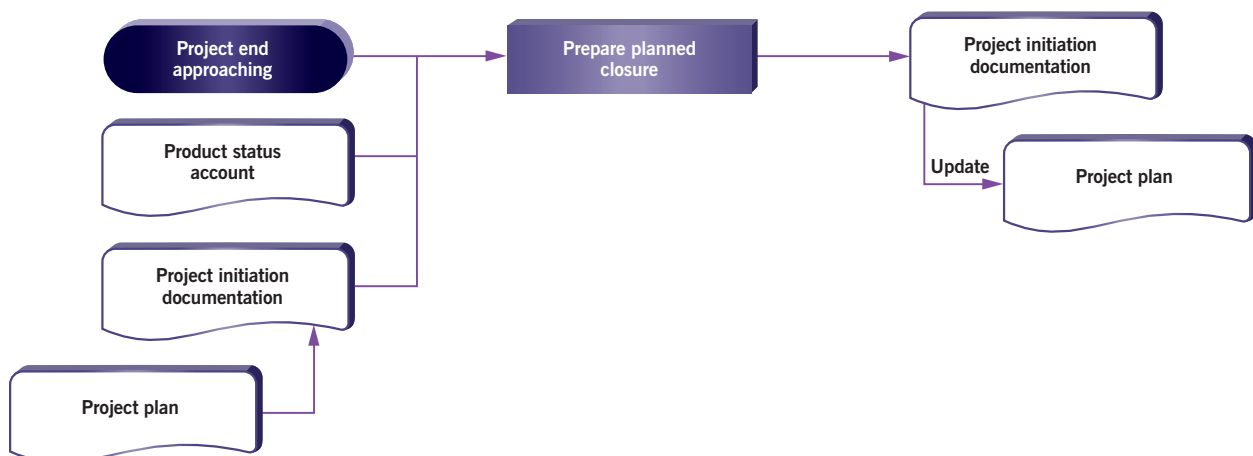 Project end
approaching
Prepare planned
closure
Project initiation
documentation
Product status
account
Update
Project plan
Project initiation
documentation
Project plan